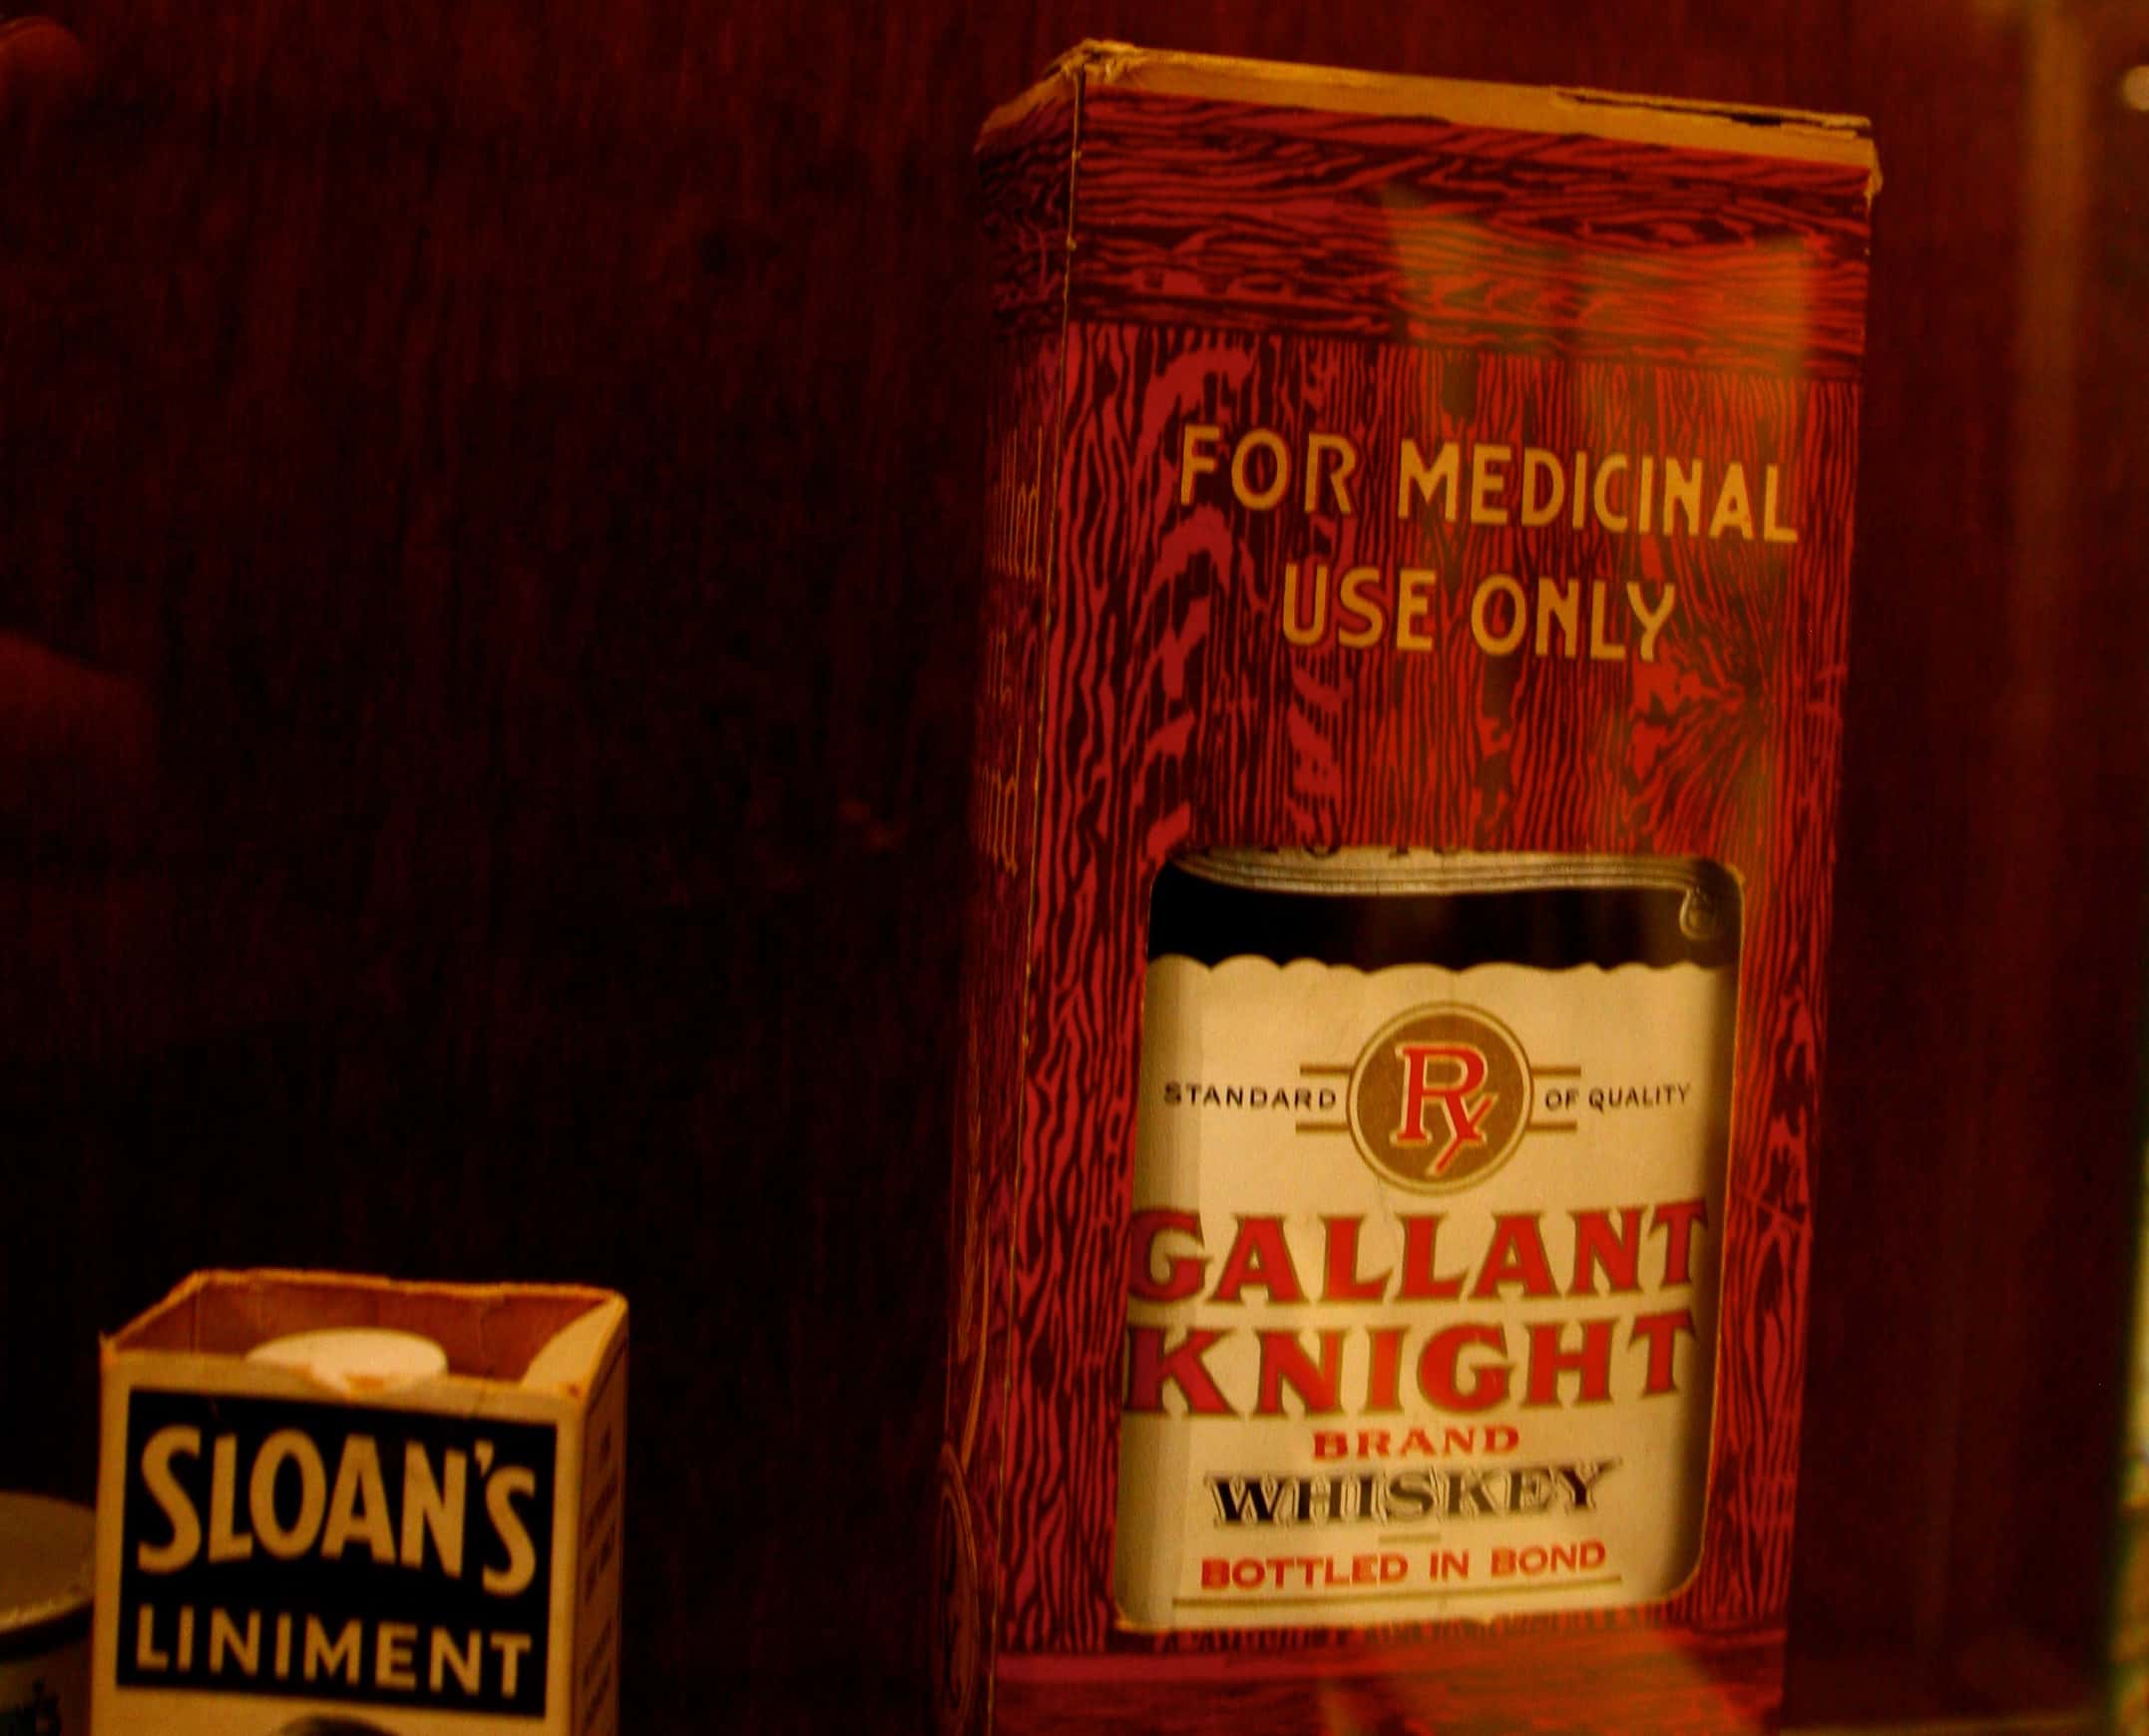 FOR MEDICINAL
USE ONLY
STANDARD Rx OF QUALITY
GALLANT
KNIGHT
BRAND
WHISKEY
BOTTLED IN BOND
SLOAN'S
LINIMENT